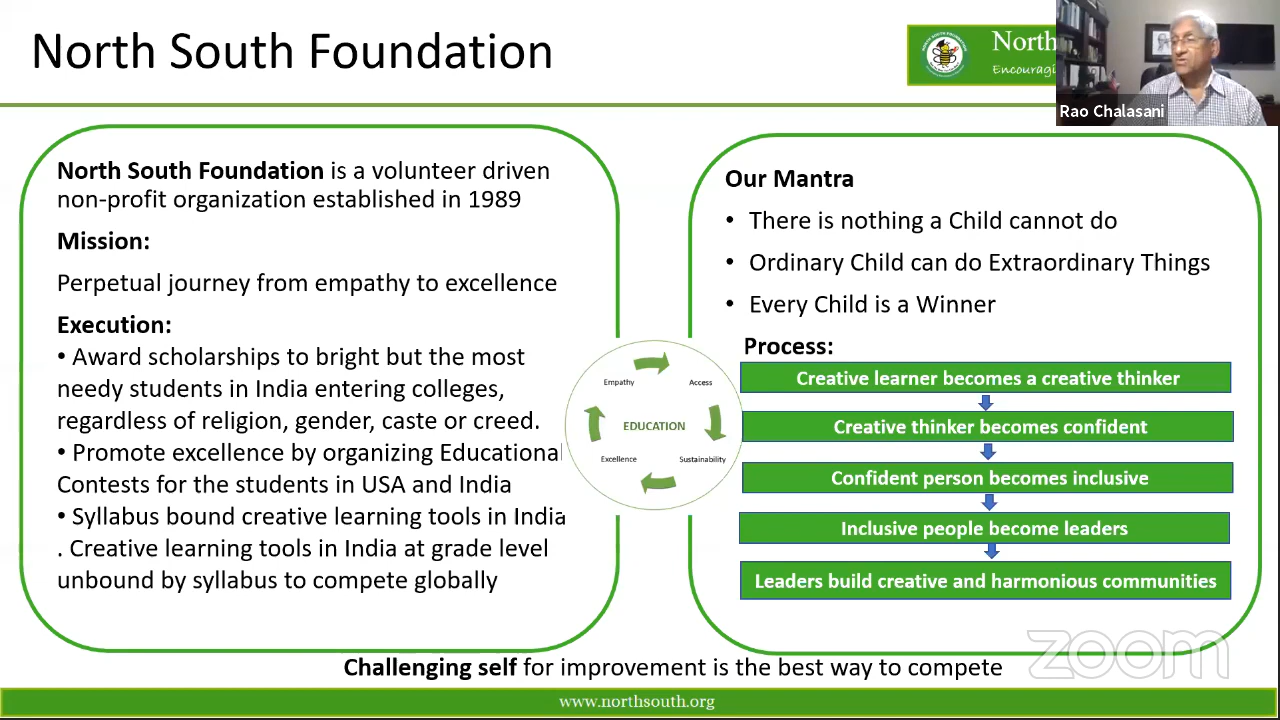 North South Foundation
North
Encouragi
Rao Chalasani
North South Foundation is a volunteer driven
non-profit organization established in 1989
Mission:
Perpetual journey from empathy to excellence
Execution:
• Award scholarships to bright but the most
needy students in India entering colleges,
regardless of religion, gender, caste or creed.
• Promote excellence by organizing Educational
Contests for the students in USA and India
• Syllabus bound creative learning tools in India
. Creative learning tools in India at grade level
unbound by syllabus to compete globally
Empathy
Access
EDUCATION
Excellence
Sustainability
Our Mantra
• There is nothing a Child cannot do
• Ordinary Child can do Extraordinary Things
• Every Child is a Winner
Process:
Creative learner becomes a creative thinker
Creative thinker becomes confident
Confident person becomes inclusive
Inclusive people become leaders
Leaders build creative and harmonious communities
zoom
Challenging self for improvement is the best way to compete
www.northsouth.org